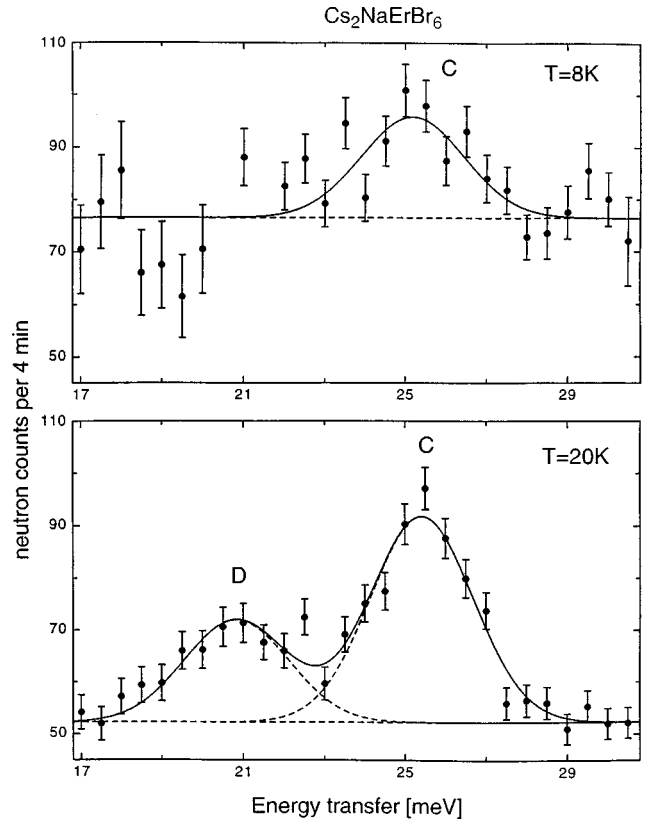 Cs₂NaErBr₆
110
C
T=8K
90
70
50
17 21 25 29
neutron counts per 4 min
110
C
T=20K
90
D
70
50
17 21 25 29
Energy transfer [meV]